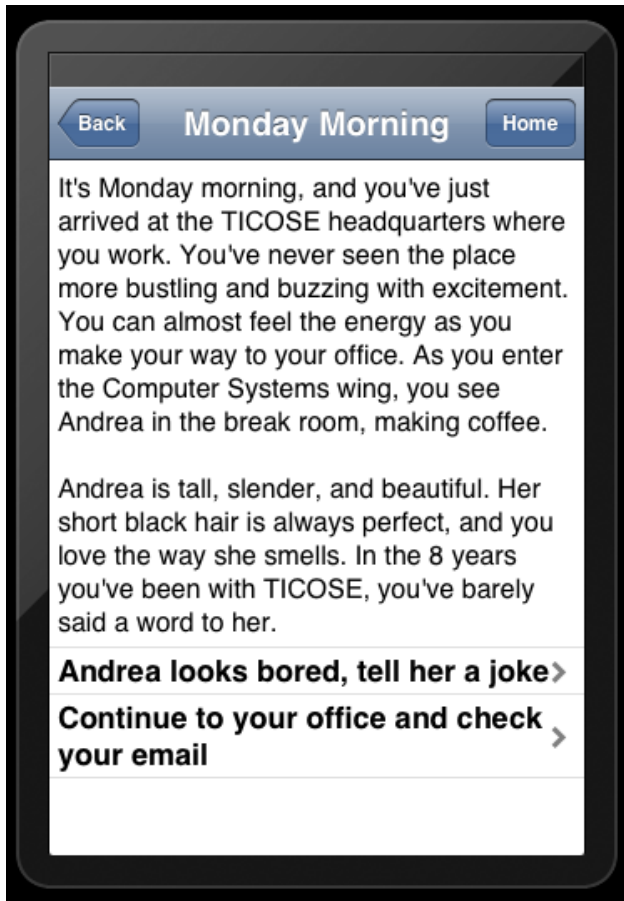 Back
Monday Morning
Home
It's Monday morning, and you've just
arrived at the TICOSE headquarters where
you work. You've never seen the place
more bustling and buzzing with excitement.
You can almost feel the energy as you
make your way to your office. As you enter
the Computer Systems wing, you see
Andrea in the break room, making coffee.
Andrea is tall, slender, and beautiful. Her
short black hair is always perfect, and you
love the way she smells. In the 8 years
you've been with TICOSE, you've barely
said a word to her.
Andrea looks bored, tell her a joke
Continue to your office and check
your email